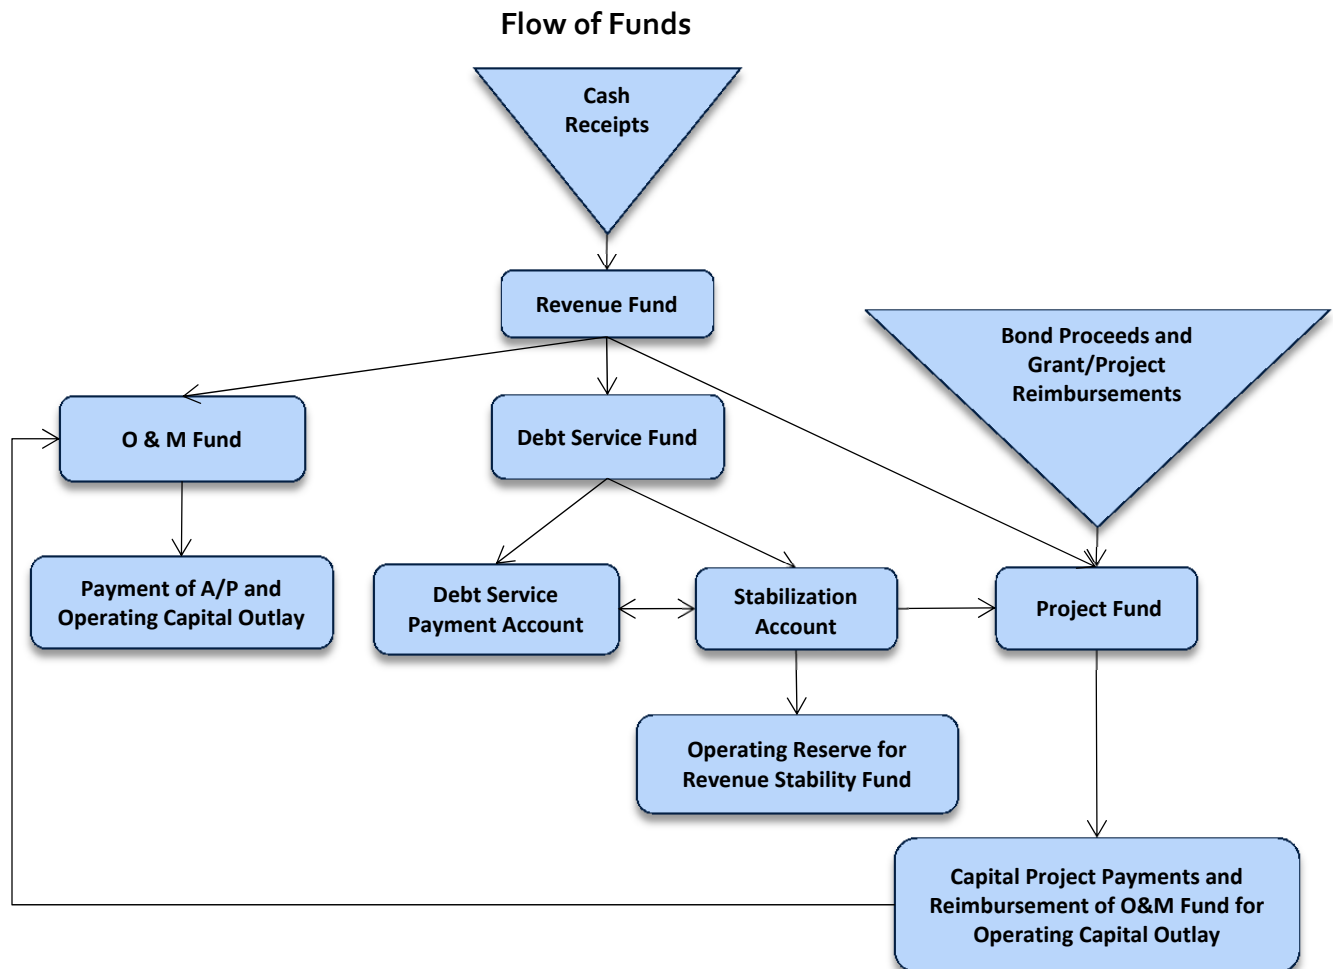 Flow of Funds
Cash
Receipts
Revenue Fund
Bond Proceeds and
Grant/Project
Reimbursements
O & M Fund
Debt Service Fund
Payment of A/P and
Operating Capital Outlay
Debt Service
Payment Account
Stabilization
Account
Project Fund
Operating Reserve for
Revenue Stability Fund
Capital Project Payments and
Reimbursement of O&M Fund for
Operating Capital Outlay